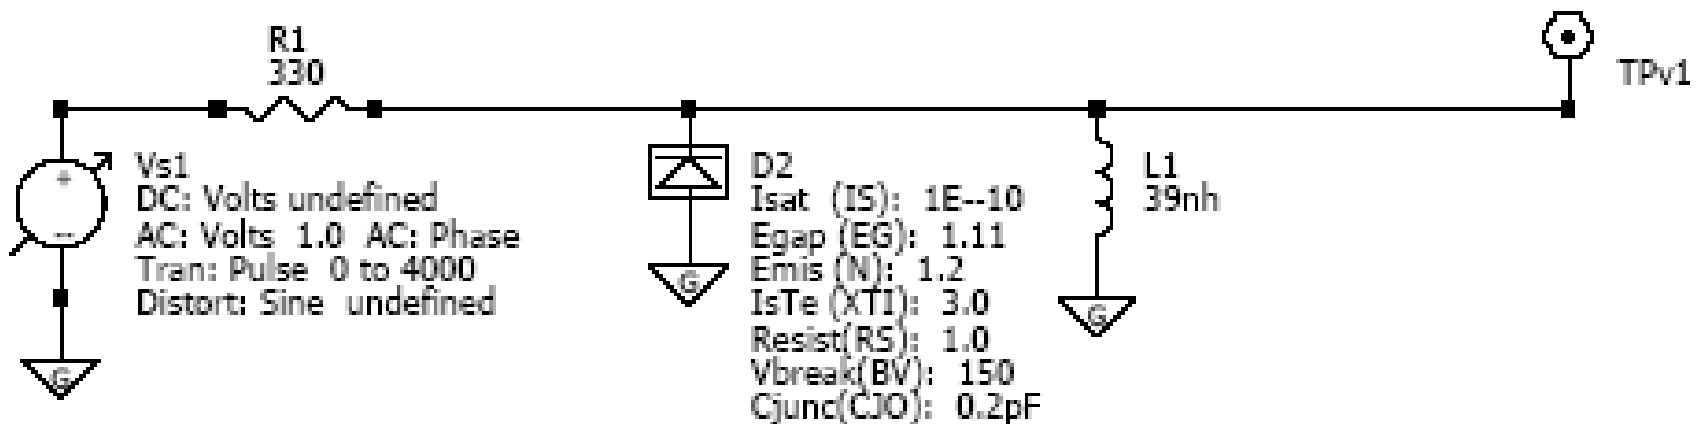 R1
330
TPv1
Vs1
DC: Volts undefined
AC: Volts 1.0 AC: Phase
Tran: Pulse 0 to 4000
Distort: Sine undefined
G
D2
Isat (IS): 1E--10
Egap (EG): 1.11
Emis (N): 1.2
IsTe (XTI): 3.0
Resist(RS): 1.0
Vbreak(BV): 150
Cjunc(CJO): 0.2pF
G
L1
39nh
G